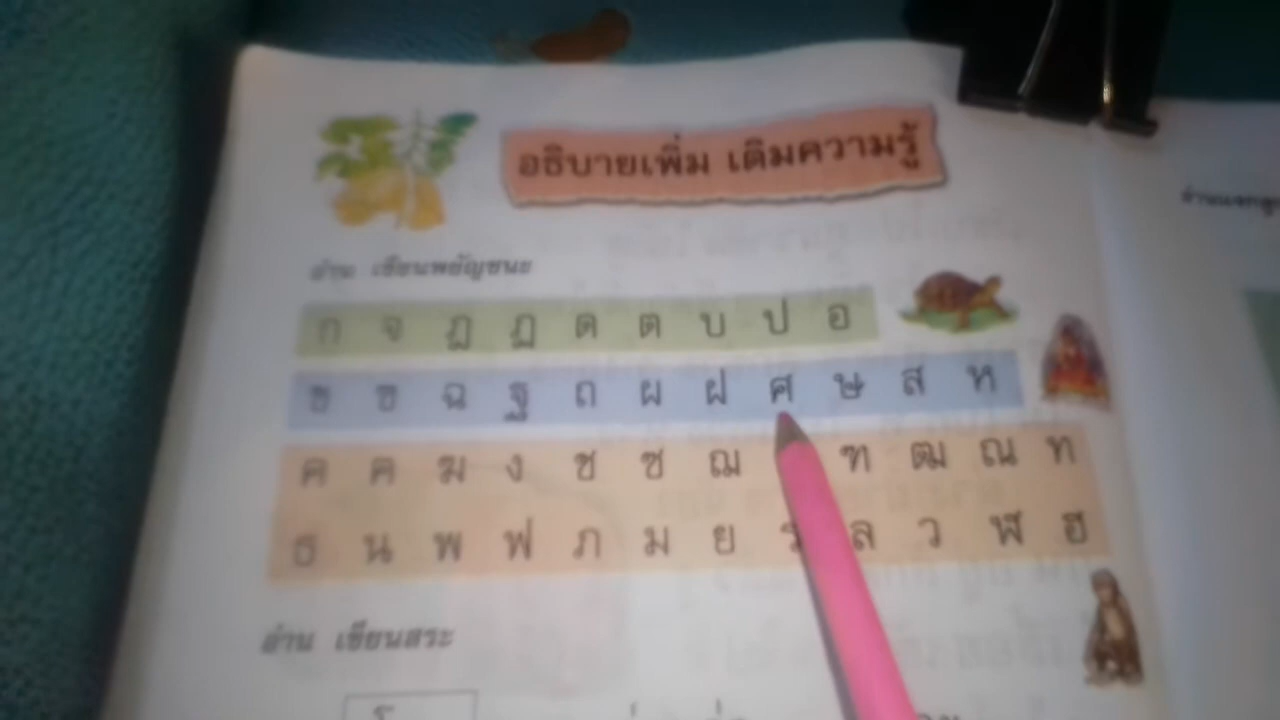 อธิบายเพิ่ม เติมความรู้
อ่าน เขียนพยัญชนะ
ก จ ฎ ฏ ด ต บ ป อ
ข ฃ ฉ ฐ ถ ผ ฝ ศ ษ ส ห
ค ฅ ฆ ง ช ซ ฌ ฑ ฒ ณ ท
ธ น พ ฟ ภ ม ย ร ล ว ฬ ฮ
อ่าน เขียนสระ